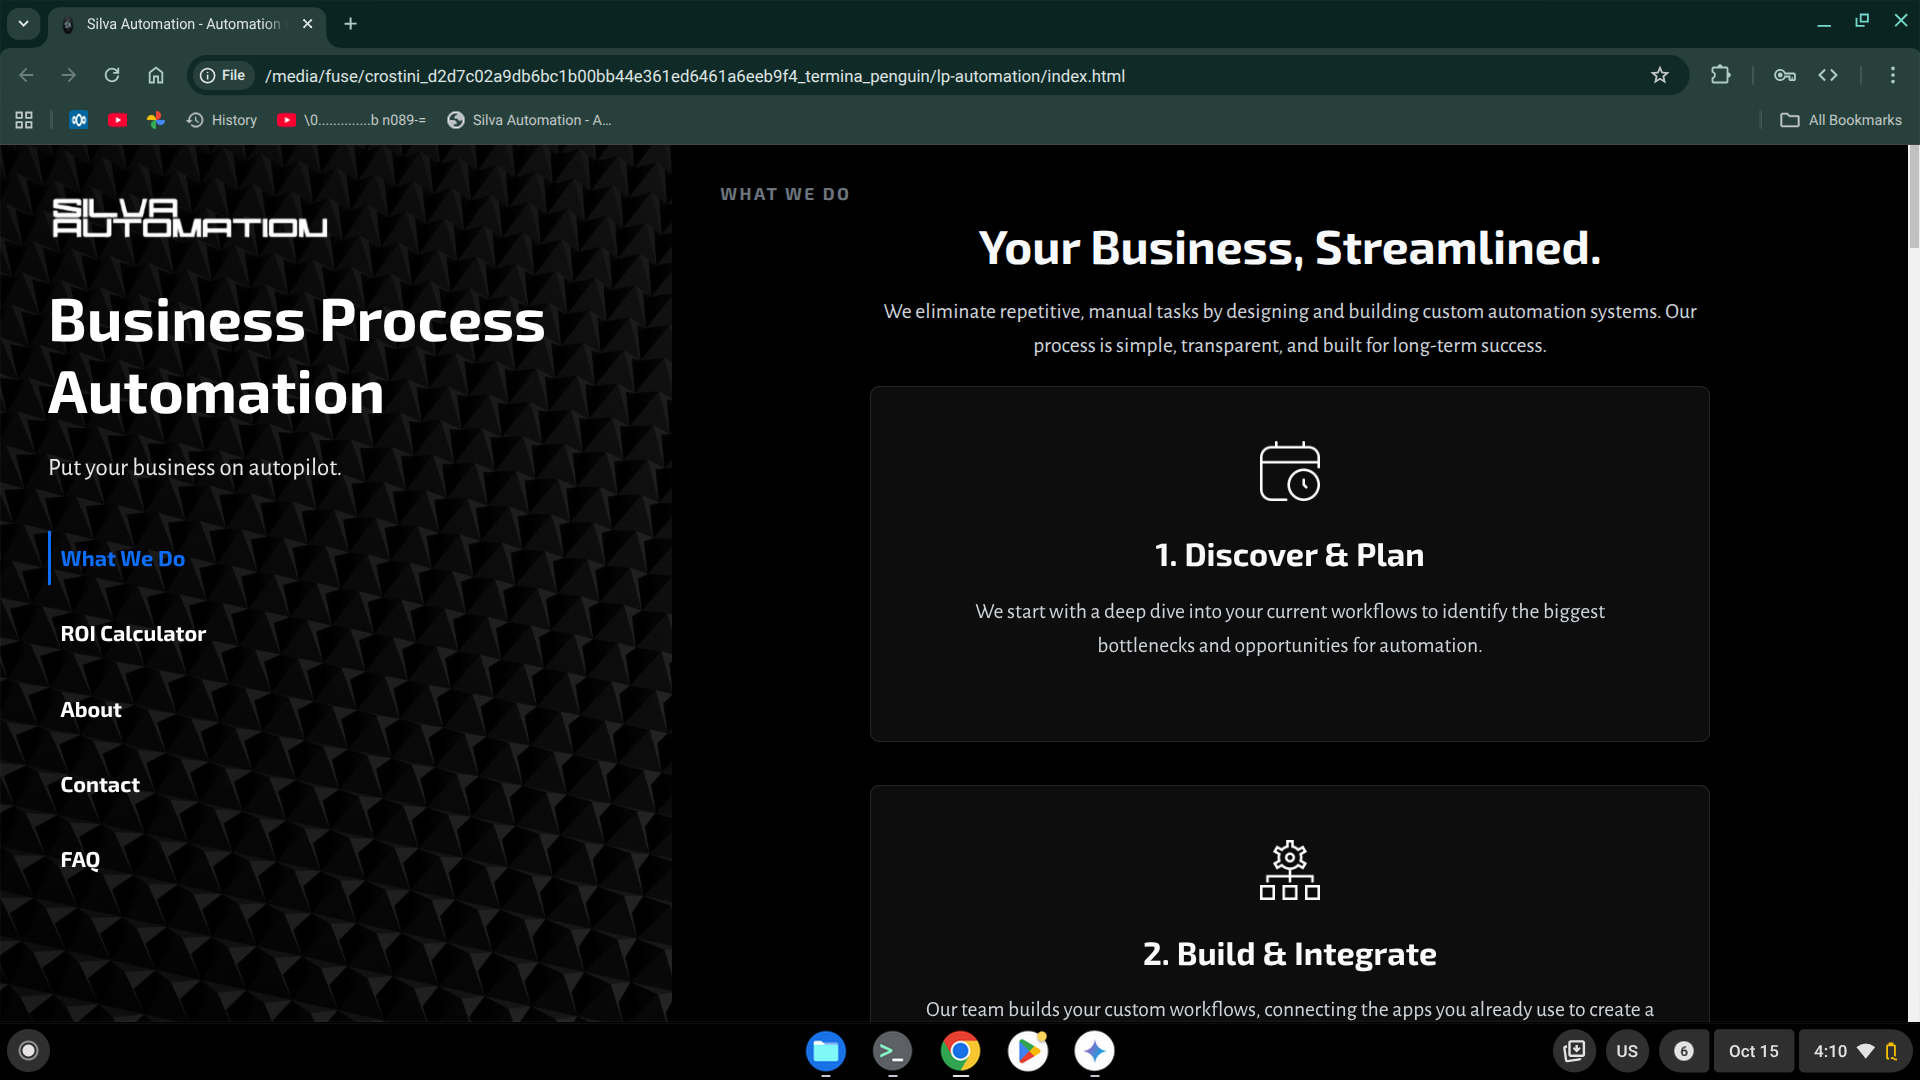 Silva Automation - Automation
File
/media/fuse/crostini_d2d7c02a9db6bc1b00bb44e361ed6461a6eeb9f4_termina_penguin/lp-automation/index.html
History
\0.............b n089-=
Silva Automation - A...
All Bookmarks
SILVA
AUTOMATION
Business Process
Automation
Put your business on autopilot.
What We Do
ROI Calculator
About
Contact
FAQ
WHAT WE DO
Your Business, Streamlined.
We eliminate repetitive, manual tasks by designing and building custom automation systems. Our
process is simple, transparent, and built for long-term success.
1. Discover & Plan
We start with a deep dive into your current workflows to identify the biggest
bottlenecks and opportunities for automation.
2. Build & Integrate
Our team builds your custom workflows, connecting the apps you already use to create a
US
6
Oct 15
4:10